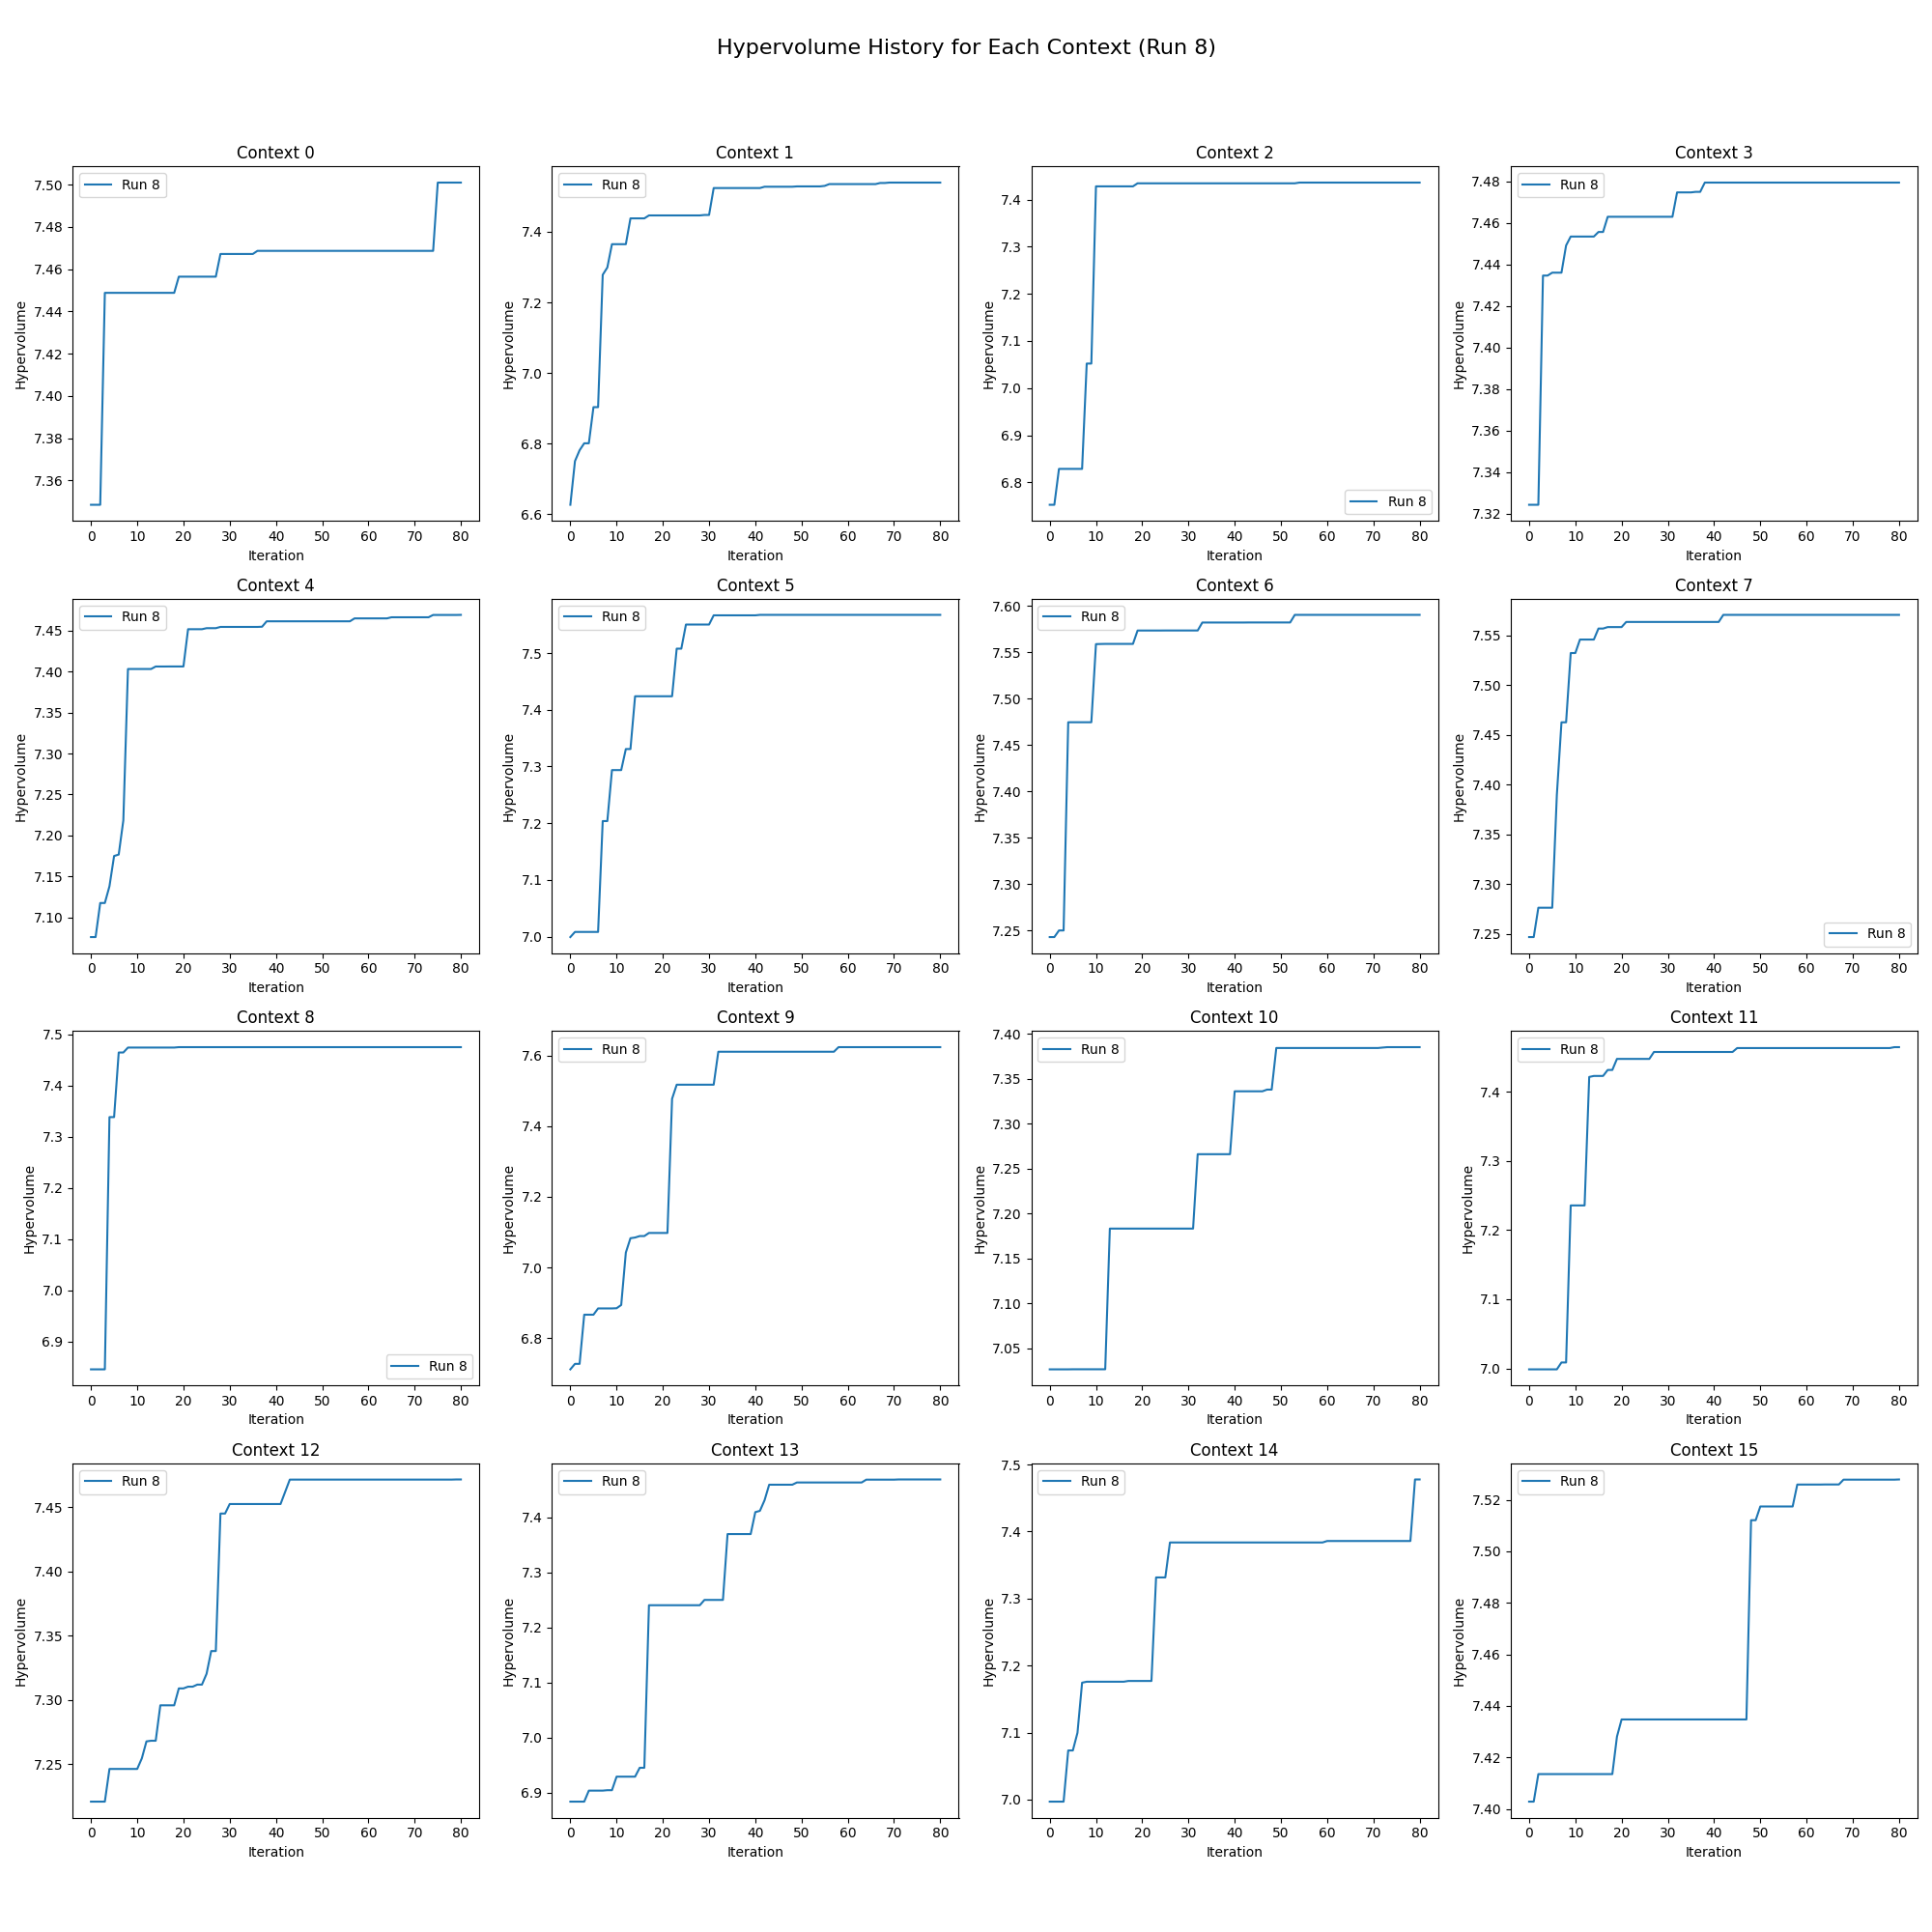 Hypervolume History for Each Context (Run 8)
Context 0
Run 8
7.50
7.48
7.46
7.44
7.42
7.40
7.38
7.36
Hypervolume
0 10 20 30 40 50 60 70 80
Iteration
Context 1
Run 8
7.4
7.2
7.0
6.8
6.6
Hypervolume
0 10 20 30 40 50 60 70 80
Iteration
Context 2
7.4
7.3
7.2
7.1
7.0
6.9
6.8
Hypervolume
Run 8
0 10 20 30 40 50 60 70 80
Iteration
Context 3
Run 8
7.48
7.46
7.44
7.42
7.40
7.38
7.36
7.34
7.32
Hypervolume
0 10 20 30 40 50 60 70 80
Iteration
Context 4
Run 8
7.45
7.40
7.35
7.30
7.25
7.20
7.15
7.10
Hypervolume
0 10 20 30 40 50 60 70 80
Iteration
Context 5
Run 8
7.5
7.4
7.3
7.2
7.1
7.0
Hypervolume
0 10 20 30 40 50 60 70 80
Iteration
Context 6
Run 8
7.60
7.55
7.50
7.45
7.40
7.35
7.30
7.25
Hypervolume
0 10 20 30 40 50 60 70 80
Iteration
Context 7
7.55
7.50
7.45
7.40
7.35
7.30
7.25
Hypervolume
Run 8
0 10 20 30 40 50 60 70 80
Iteration
Context 8
7.5
7.4
7.3
7.2
7.1
7.0
6.9
Hypervolume
Run 8
0 10 20 30 40 50 60 70 80
Iteration
Context 9
Run 8
7.6
7.4
7.2
7.0
6.8
Hypervolume
0 10 20 30 40 50 60 70 80
Iteration
Context 10
Run 8
7.40
7.35
7.30
7.25
7.20
7.15
7.10
7.05
Hypervolume
0 10 20 30 40 50 60 70 80
Iteration
Context 11
Run 8
7.4
7.3
7.2
7.1
7.0
Hypervolume
0 10 20 30 40 50 60 70 80
Iteration
Context 12
Run 8
7.45
7.40
7.35
7.30
7.25
Hypervolume
0 10 20 30 40 50 60 70 80
Iteration
Context 13
Run 8
7.4
7.3
7.2
7.1
7.0
6.9
Hypervolume
0 10 20 30 40 50 60 70 80
Iteration
Context 14
Run 8
7.5
7.4
7.3
7.2
7.1
7.0
Hypervolume
0 10 20 30 40 50 60 70 80
Iteration
Context 15
Run 8
7.52
7.50
7.48
7.46
7.44
7.42
7.40
Hypervolume
0 10 20 30 40 50 60 70 80
Iteration